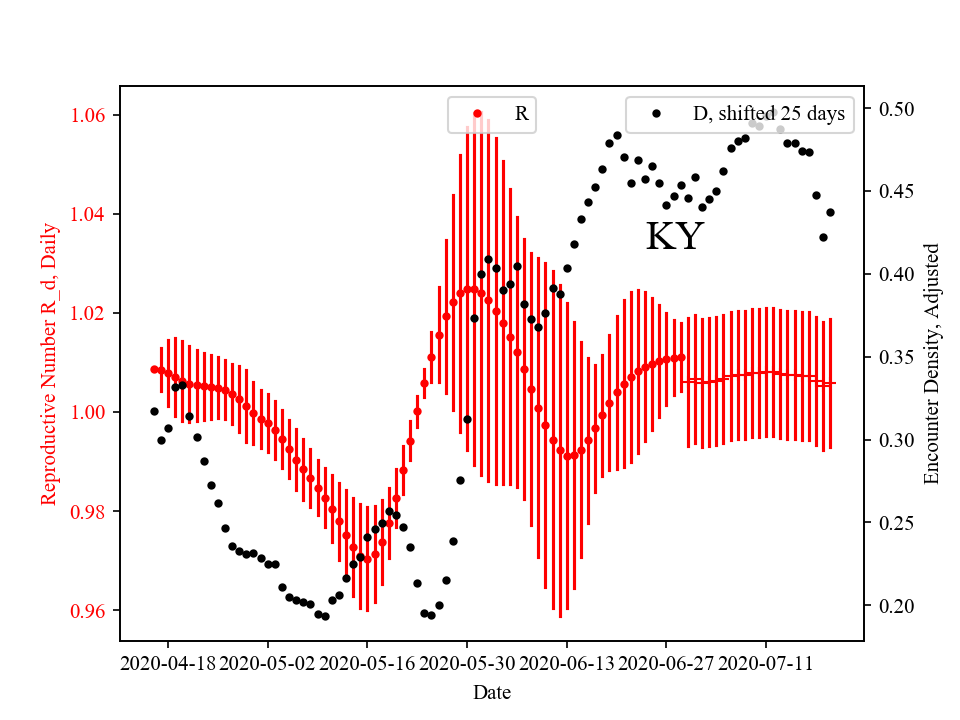 R
D, shifted 25 days
1.06
1.04
1.02
1.00
0.98
0.96
0.50
0.45
0.40
0.35
0.30
0.25
0.20
KY
Reproductive Number R_d, Daily
Encounter Density, Adjusted
2020-04-18 2020-05-02 2020-05-16 2020-05-30 2020-06-13 2020-06-27 2020-07-11
Date